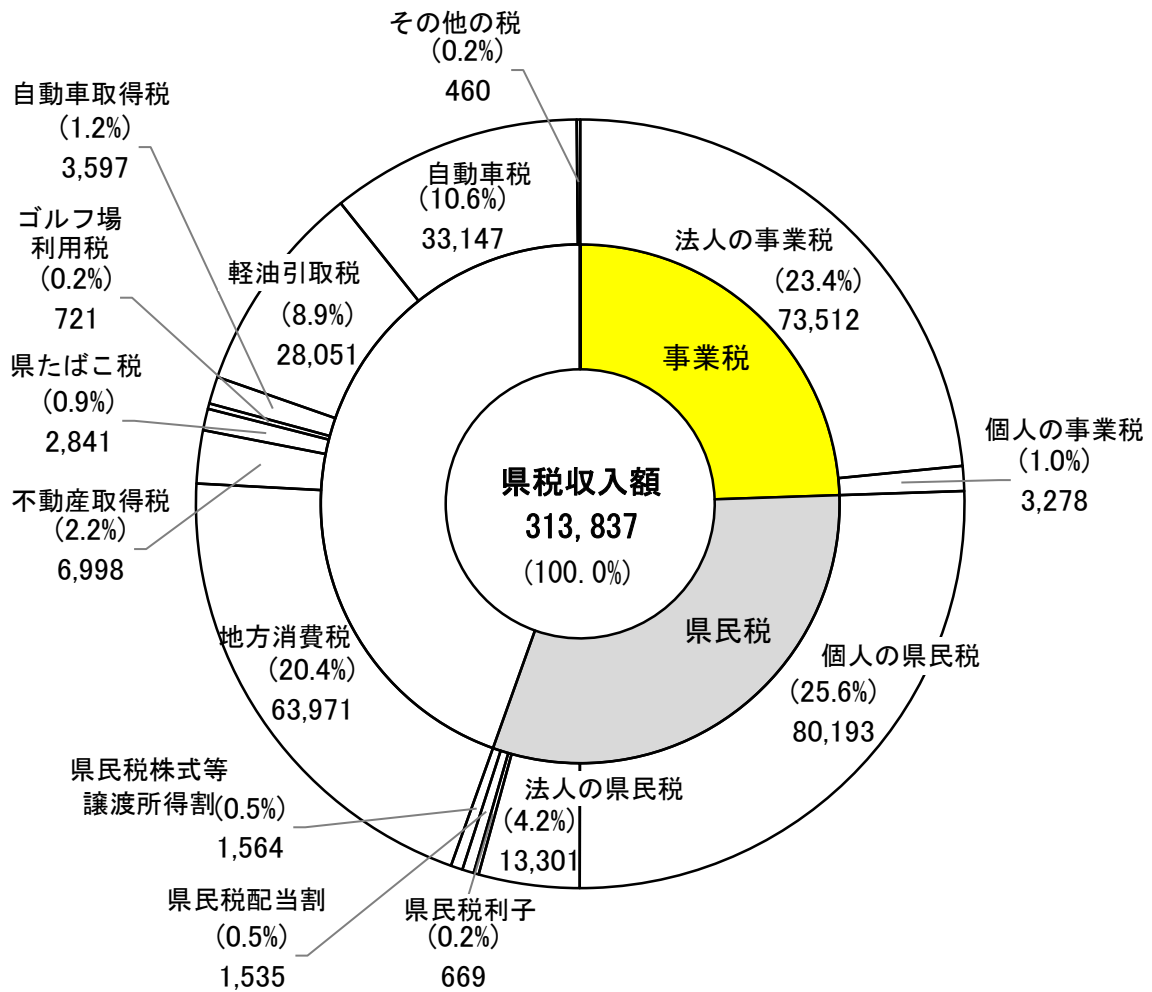 その他の税
(0.2%)
460
自動車取得税
(1.2%)
3,597
自動車税
(10.6%)
33,147
ゴルフ場
利用税
(0.2%)
721
軽油引取税
(8.9%)
28,051
法人の事業税
(23.4%)
73,512
事業税
県たばこ税
(0.9%)
2,841
個人の事業税
(1.0%)
3,278
県税収入額
313,837
(100.0%)
不動産取得税
(2.2%)
6,998
県民税
地方消費税
(20.4%)
63,971
個人の県民税
(25.6%)
80,193
県民税株式等
譲渡所得割(0.5%)
1,564
法人の県民税
(4.2%)
13,301
県民税配当割
(0.5%)
1,535
県民税利子
(0.2%)
669